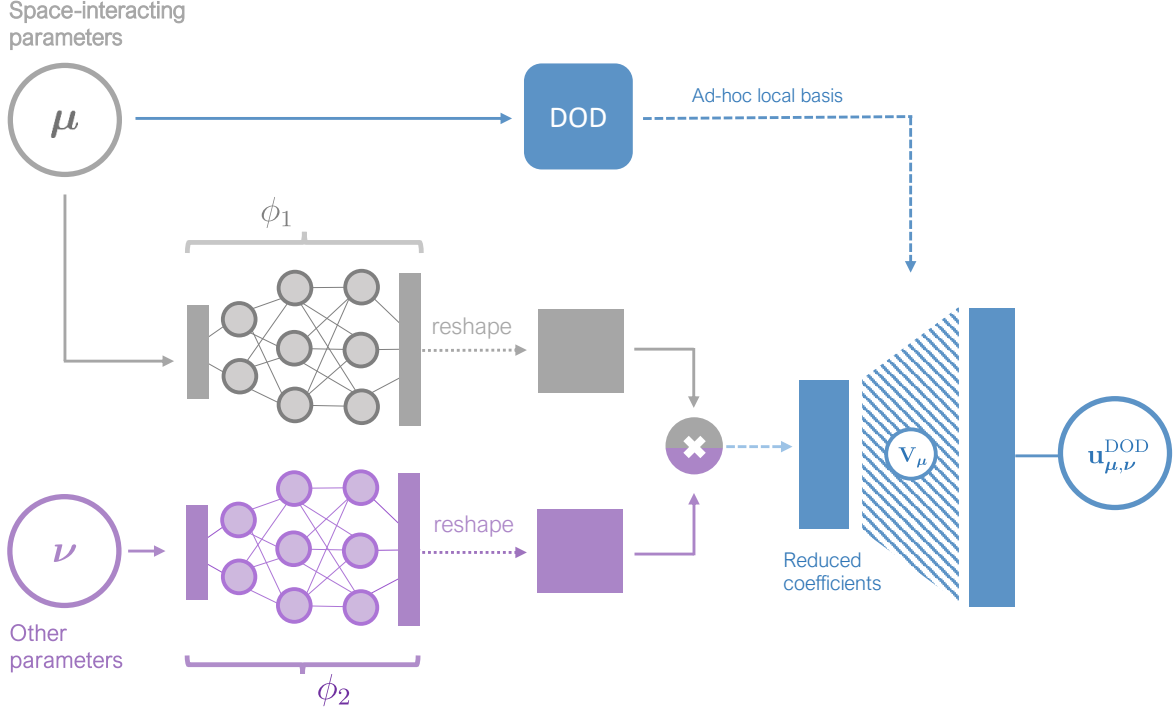 Space-interacting
parameters
μ
DOD
Ad-hoc local basis
ϕ₁
reshape
V_μ
u^DOD_μ,ν
ν
reshape
Reduced
coefficients
Other
parameters
ϕ₂